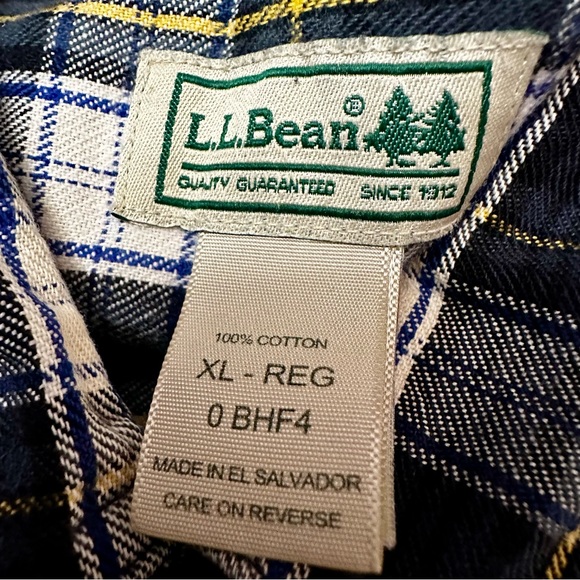 L.L.Bean®
QUALITY GUARANTEED SINCE 1912
100% COTTON
XL - REG
0 BHF4
MADE IN EL SALVADOR
CARE ON REVERSE